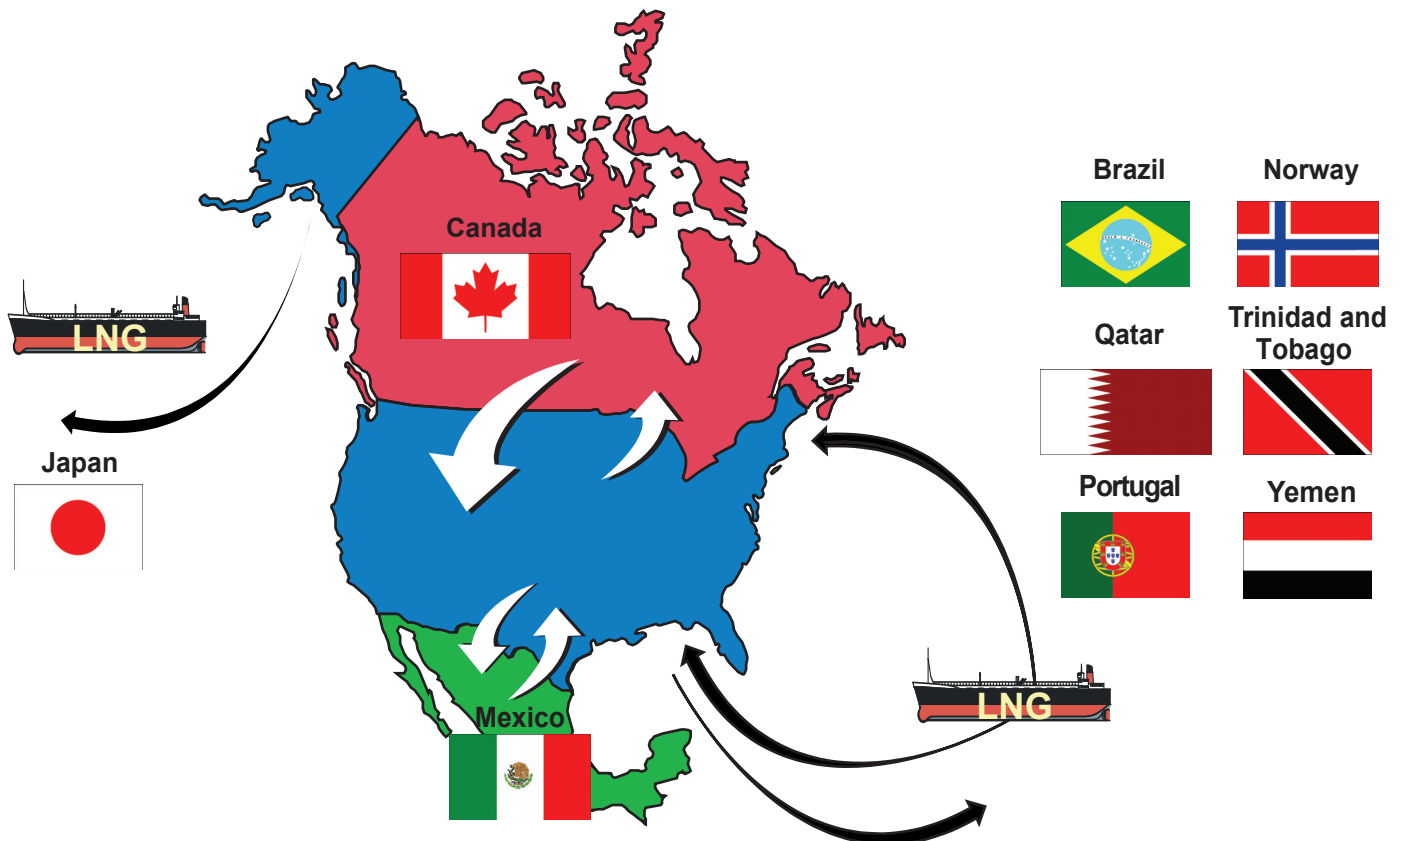 Brazil
Norway
Canada
LNG
Qatar
Trinidad and
Tobago
Japan
Portugal
Yemen
LNG
Mexico